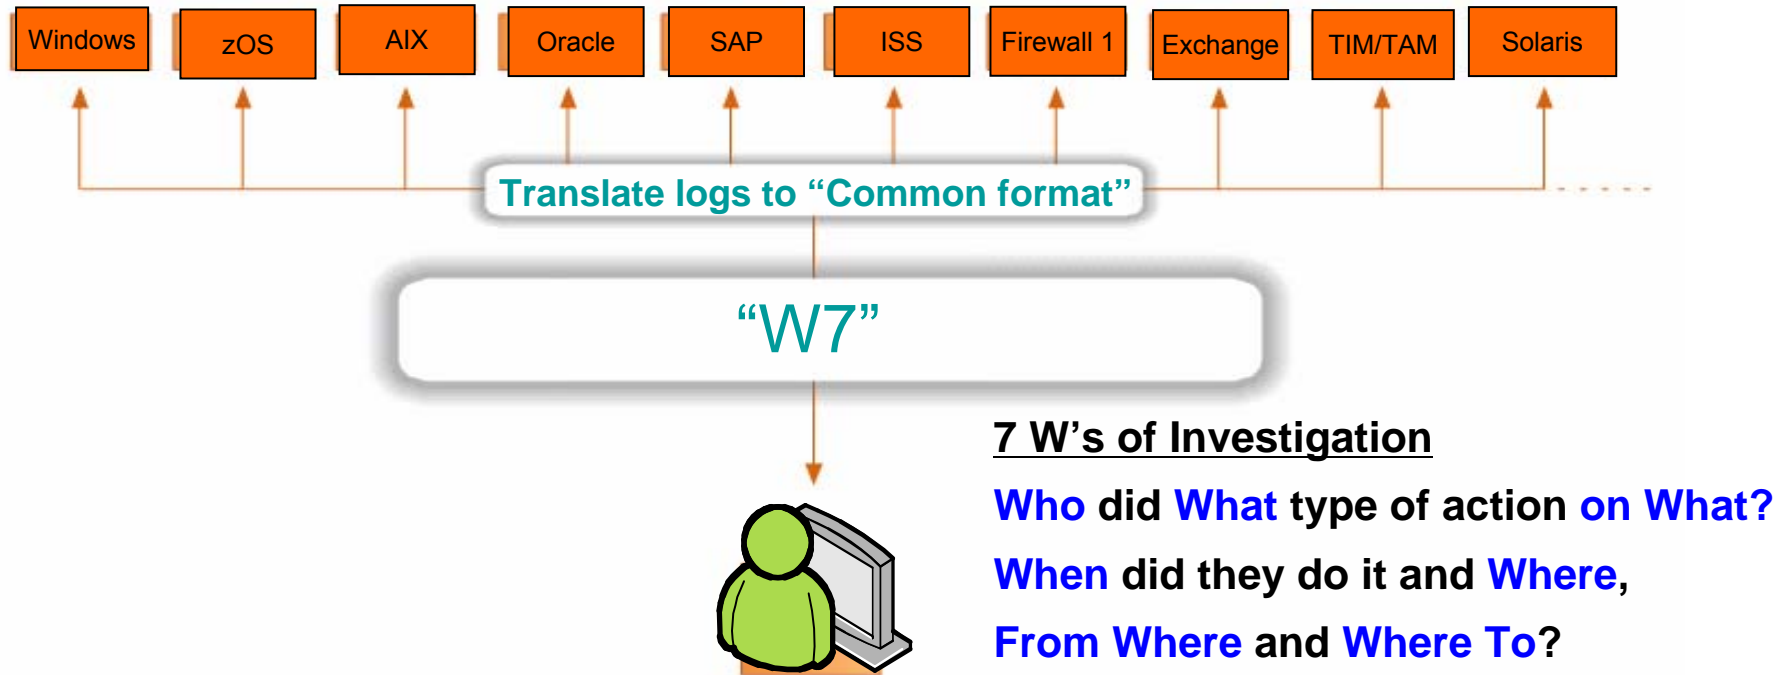 Windows
zOS
AIX
Oracle
SAP
ISS
Firewall 1
Exchange
TIM/TAM
Solaris
Translate logs to “Common format”
“W7”
7 W’s of Investigation
Who did What type of action on What?
When did they do it and Where,
From Where and Where To?